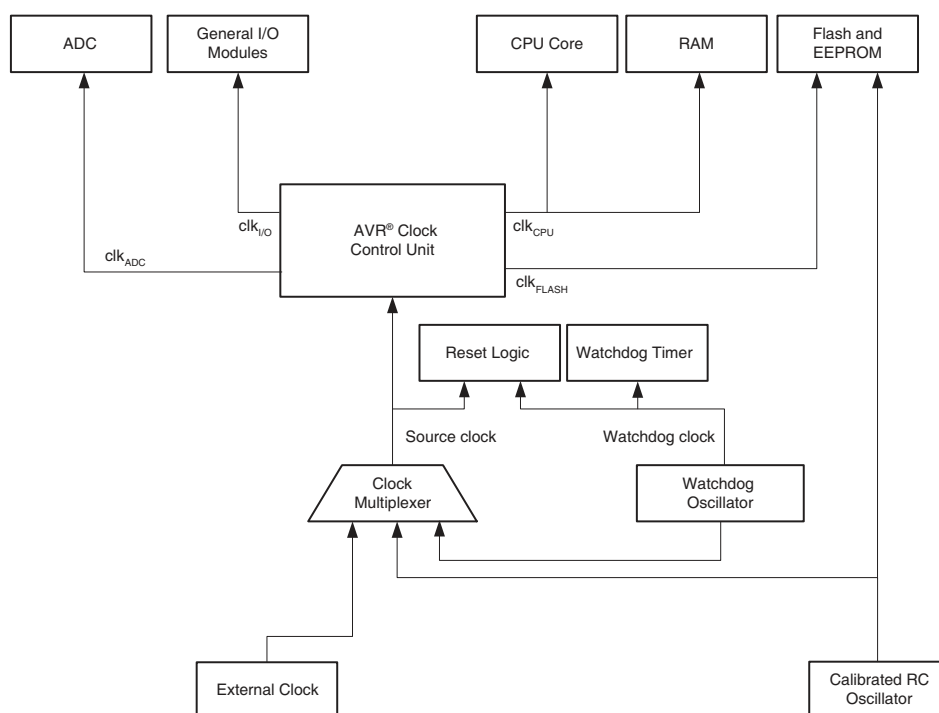 ADC
General I/O
Modules
CPU Core
RAM
Flash and
EEPROM
clkI/O
AVR® Clock
Control Unit
clkCPU
clkADC
clkFLASH
Reset Logic
Watchdog Timer
Source clock
Watchdog clock
Clock
Multiplexer
Watchdog
Oscillator
External Clock
Calibrated RC
Oscillator